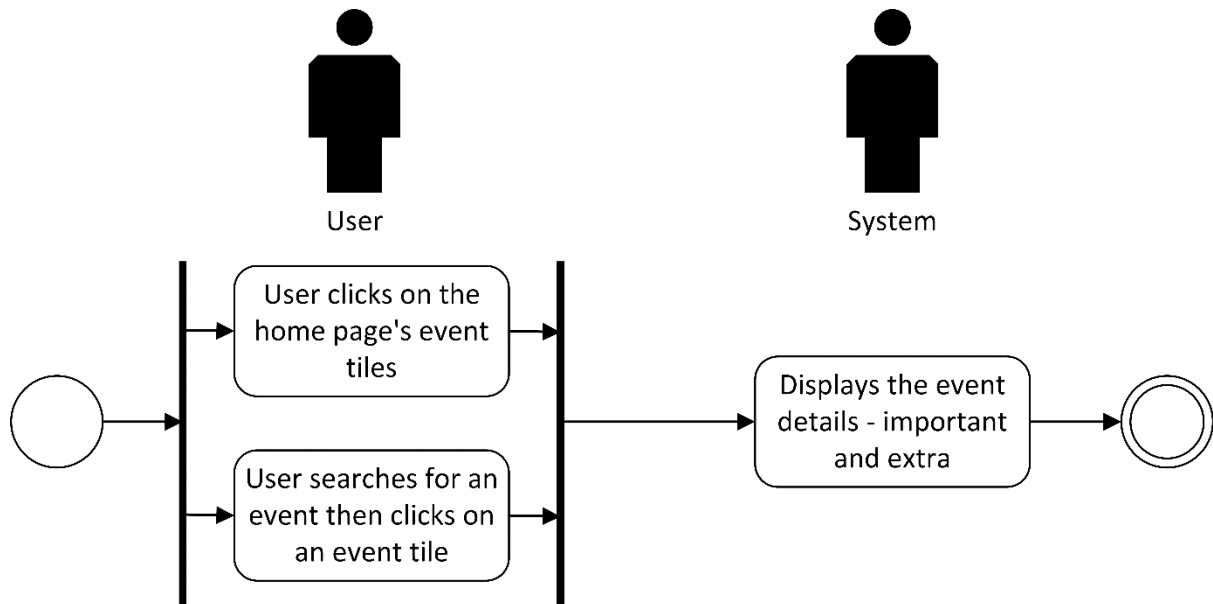 User
System
User clicks on the
home page's event
tiles
Displays the event
details - important
and extra
User searches for an
event then clicks on
an event tile